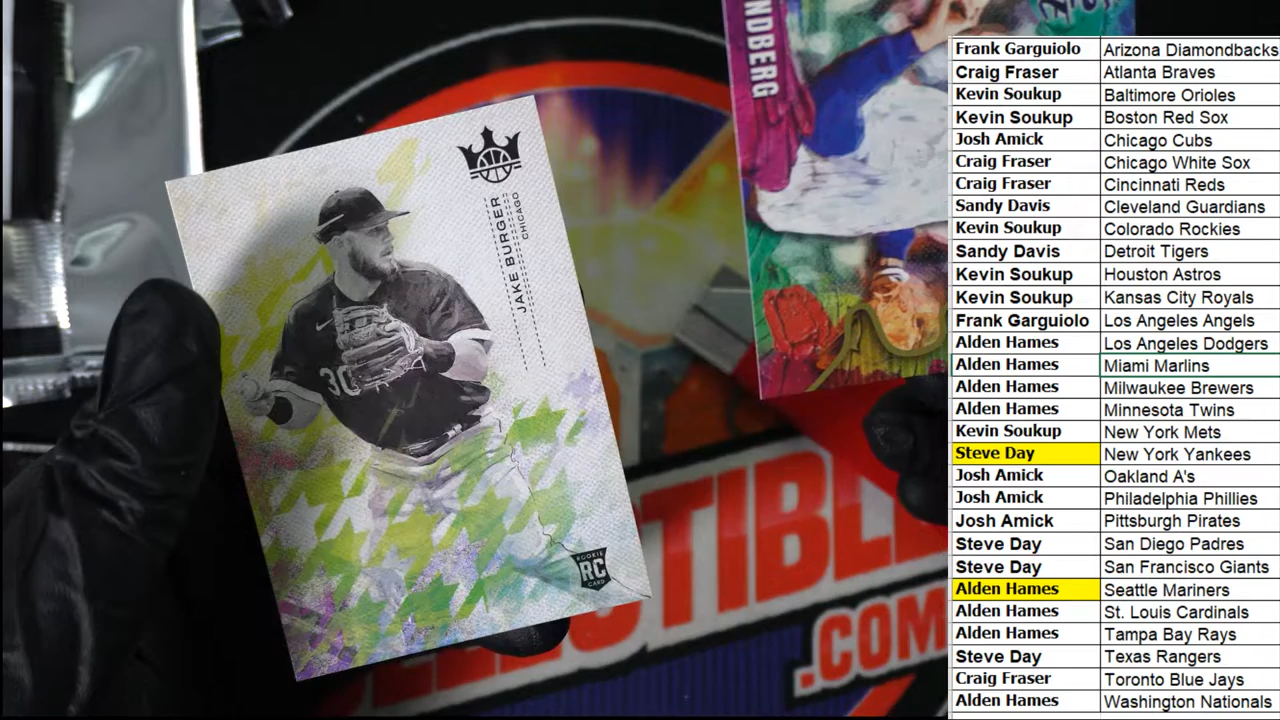 JAKE BURGER
CHICAGO
30
ROOKIE
RC
CARD
NDBERG
ECTIBLE
.COM
Frank Garguiolo Arizona Diamondbacks
Craig Fraser Atlanta Braves
Kevin Soukup Baltimore Orioles
Kevin Soukup Boston Red Sox
Josh Amick Chicago Cubs
Craig Fraser Chicago White Sox
Craig Fraser Cincinnati Reds
Sandy Davis Cleveland Guardians
Kevin Soukup Colorado Rockies
Sandy Davis Detroit Tigers
Kevin Soukup Houston Astros
Kevin Soukup Kansas City Royals
Frank Garguiolo Los Angeles Angels
Alden Hames Los Angeles Dodgers
Alden Hames Miami Marlins
Alden Hames Milwaukee Brewers
Alden Hames Minnesota Twins
Kevin Soukup New York Mets
Steve Day New York Yankees
Josh Amick Oakland A's
Josh Amick Philadelphia Phillies
Josh Amick Pittsburgh Pirates
Steve Day San Diego Padres
Steve Day San Francisco Giants
Alden Hames Seattle Mariners
Alden Hames St. Louis Cardinals
Alden Hames Tampa Bay Rays
Steve Day Texas Rangers
Craig Fraser Toronto Blue Jays
Alden Hames Washington Nationals